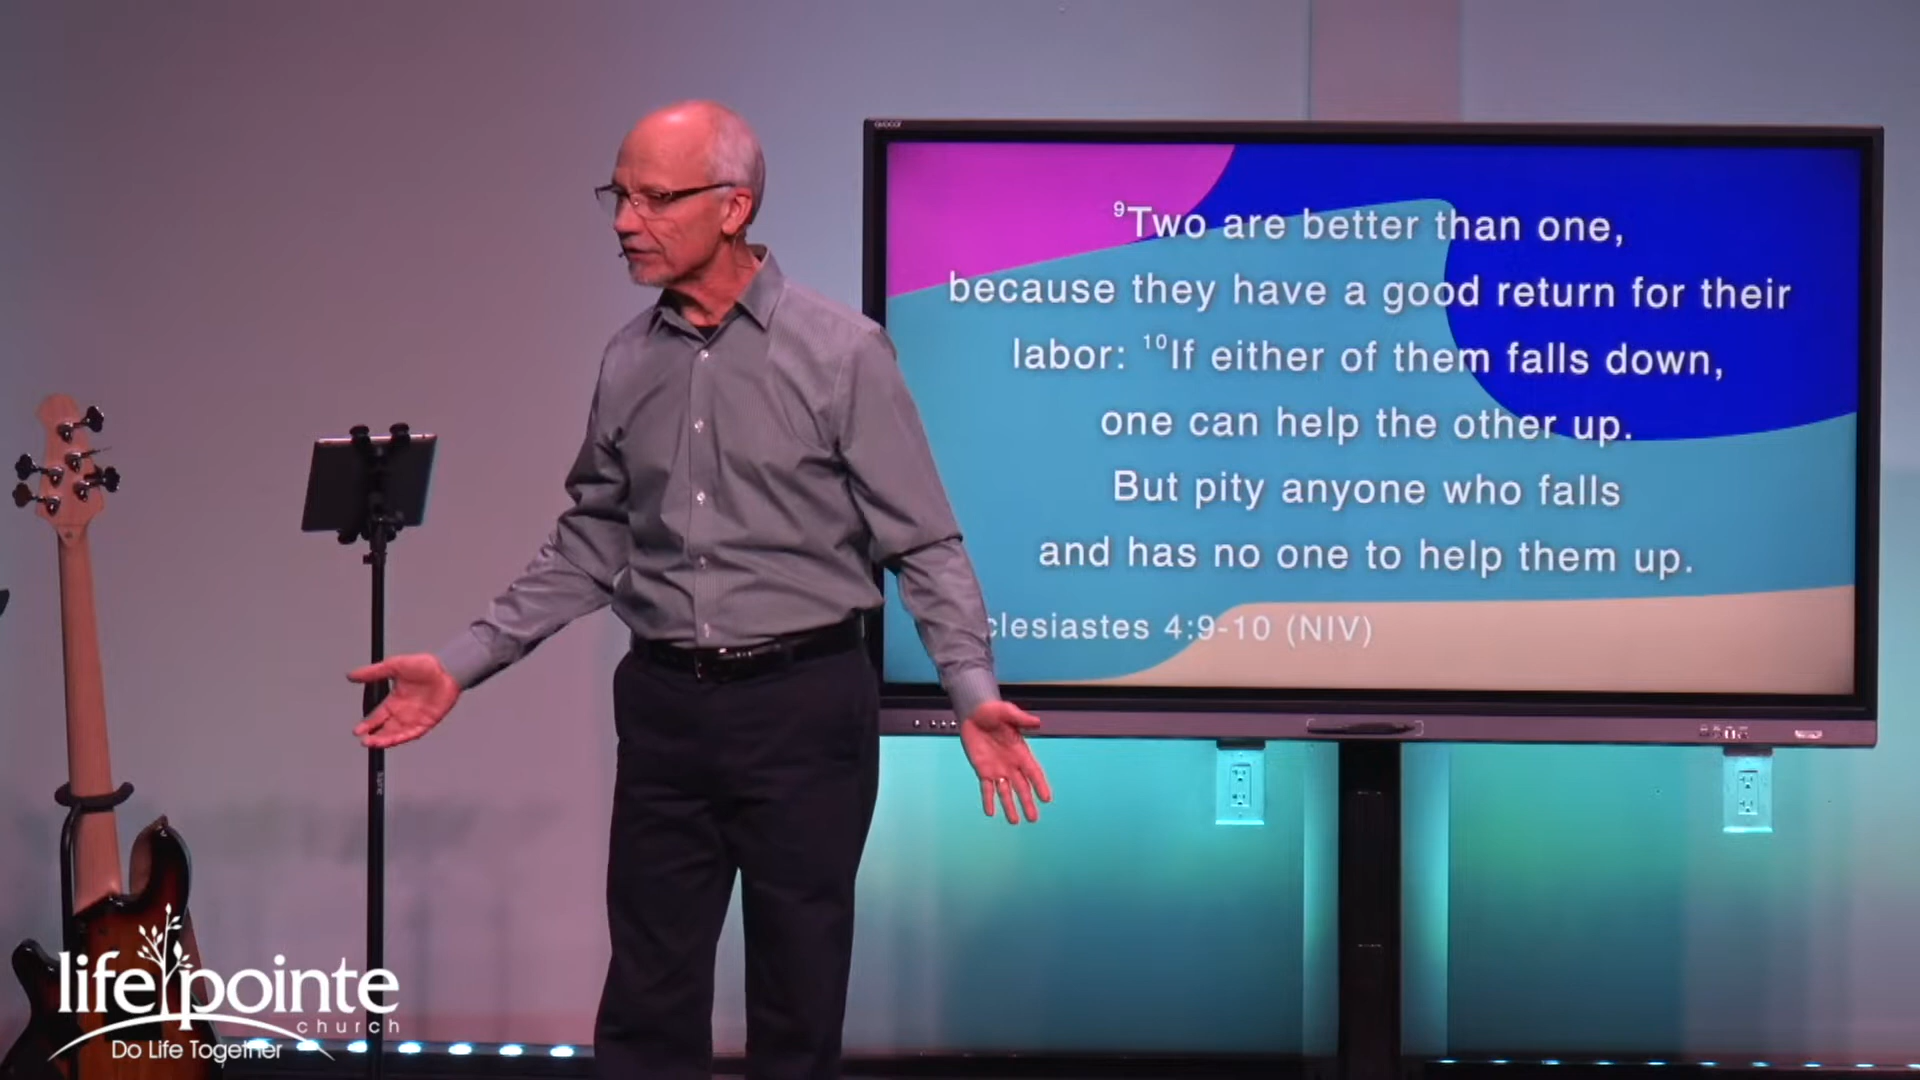 avocor
⁹Two are better than one,
because they have a good return for their
labor: ¹⁰If either of them falls down,
one can help the other up.
But pity anyone who falls
and has no one to help them up.
clesiastes 4:9-10 (NIV)
life pointe
church
Do Life Together